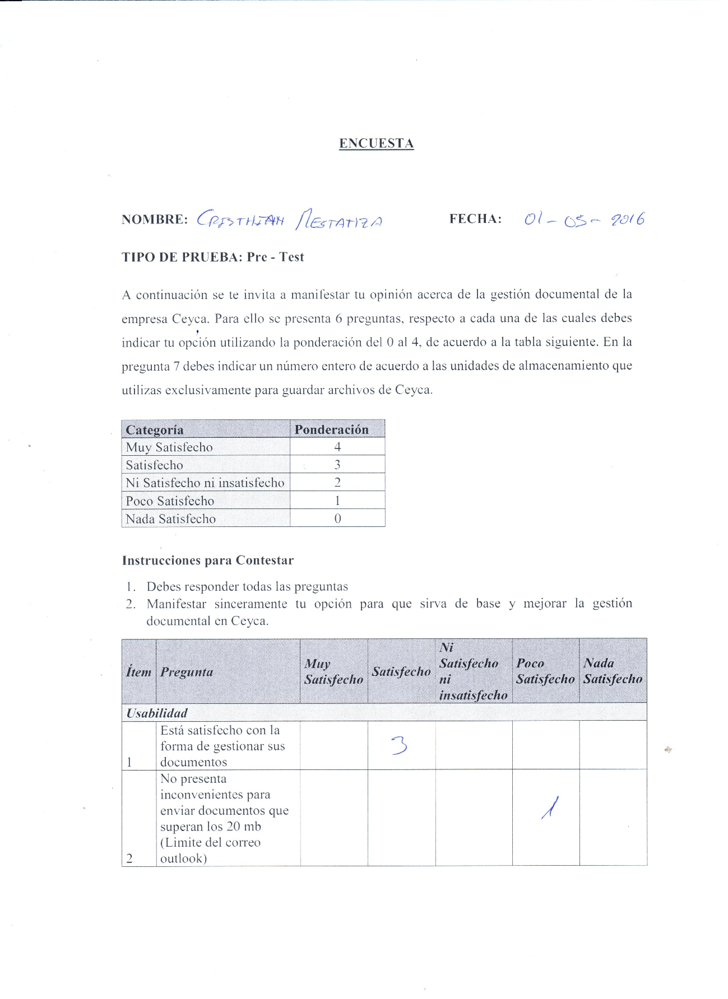 ENCUESTA
NOMBRE: CRISTHIAN MESTANZA FECHA: 01-03-2016
TIPO DE PRUEBA: Pre - Test
A continuación se te invita a manifestar tu opinión acerca de la gestión documental de la
empresa Ceyca. Para ello se presenta 6 preguntas, respecto a cada una de las cuales debes
indicar tu opción utilizando la ponderación del 0 al 4, de acuerdo a la tabla siguiente. En la
pregunta 7 debes indicar un número entero de acuerdo a las unidades de almacenamiento que
utilizas exclusivamente para guardar archivos de Ceyca.
Categoría Ponderación
Muy Satisfecho 4
Satisfecho 3
Ni Satisfecho ni insatisfecho 2
Poco Satisfecho 1
Nada Satisfecho 0
Instrucciones para Contestar
1. Debes responder todas las preguntas
2. Manifestar sinceramente tu opción para que sirva de base y mejorar la gestión
documental en Ceyca.
Ítem Pregunta Muy Satisfecho Satisfecho Ni Satisfecho ni insatisfecho Poco Satisfecho Nada Satisfecho
Usabilidad
Está satisfecho con la
forma de gestionar sus 3
1 documentos
No presenta
inconvenientes para
enviar documentos que 1
superan los 20 mb
(Limite del correo
2 outlook)